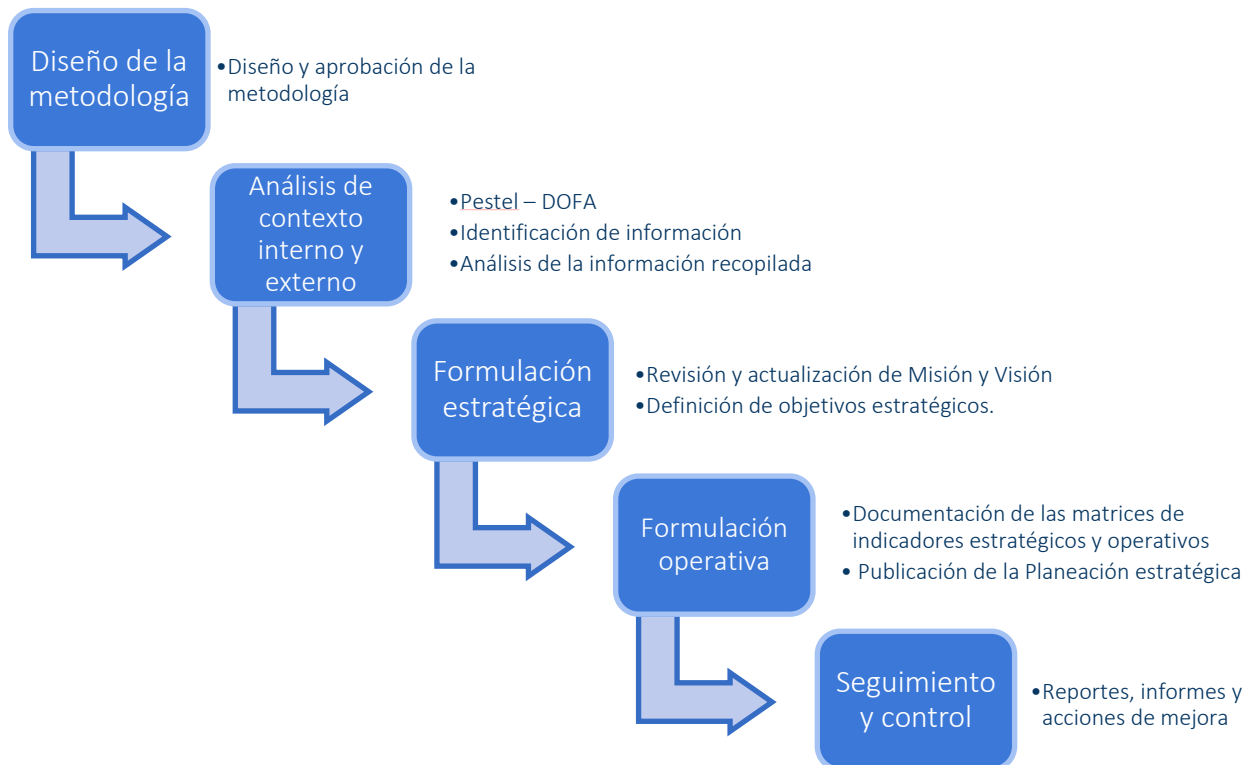 Diseño de la
metodología
•Diseño y aprobación de la
metodología
Análisis de
contexto
interno y
externo
•Pestel – DOFA
•Identificación de información
•Análisis de la información recopilada
Formulación
estratégica
•Revisión y actualización de Misión y Visión
•Definición de objetivos estratégicos.
Formulación
operativa
•Documentación de las matrices de
indicadores estratégicos y operativos
• Publicación de la Planeación estratégica
Seguimiento
y control
•Reportes, informes y
acciones de mejora